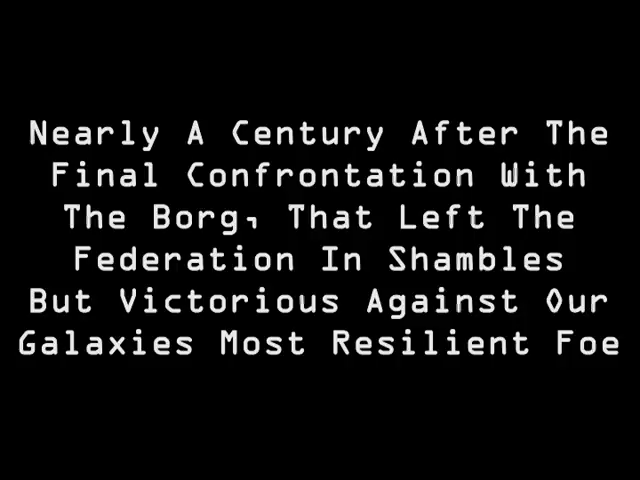 Nearly A Century After The
Final Confrontation With
The Borg, That Left The
Federation In Shambles
But Victorious Against Our
Galaxies Most Resilient Foe